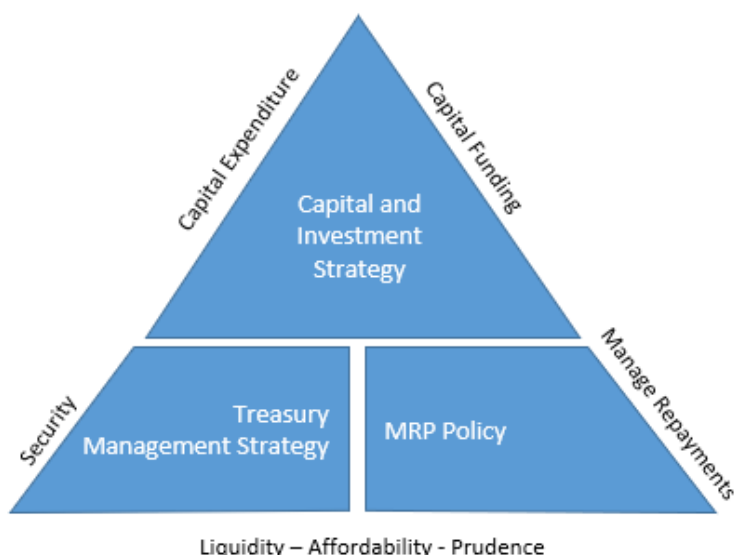 Capital Expenditure
Capital Funding
Capital and
Investment
Strategy
Security
Treasury
Management Strategy
MRP Policy
Manage Repayments
Liquidity – Affordability - Prudence